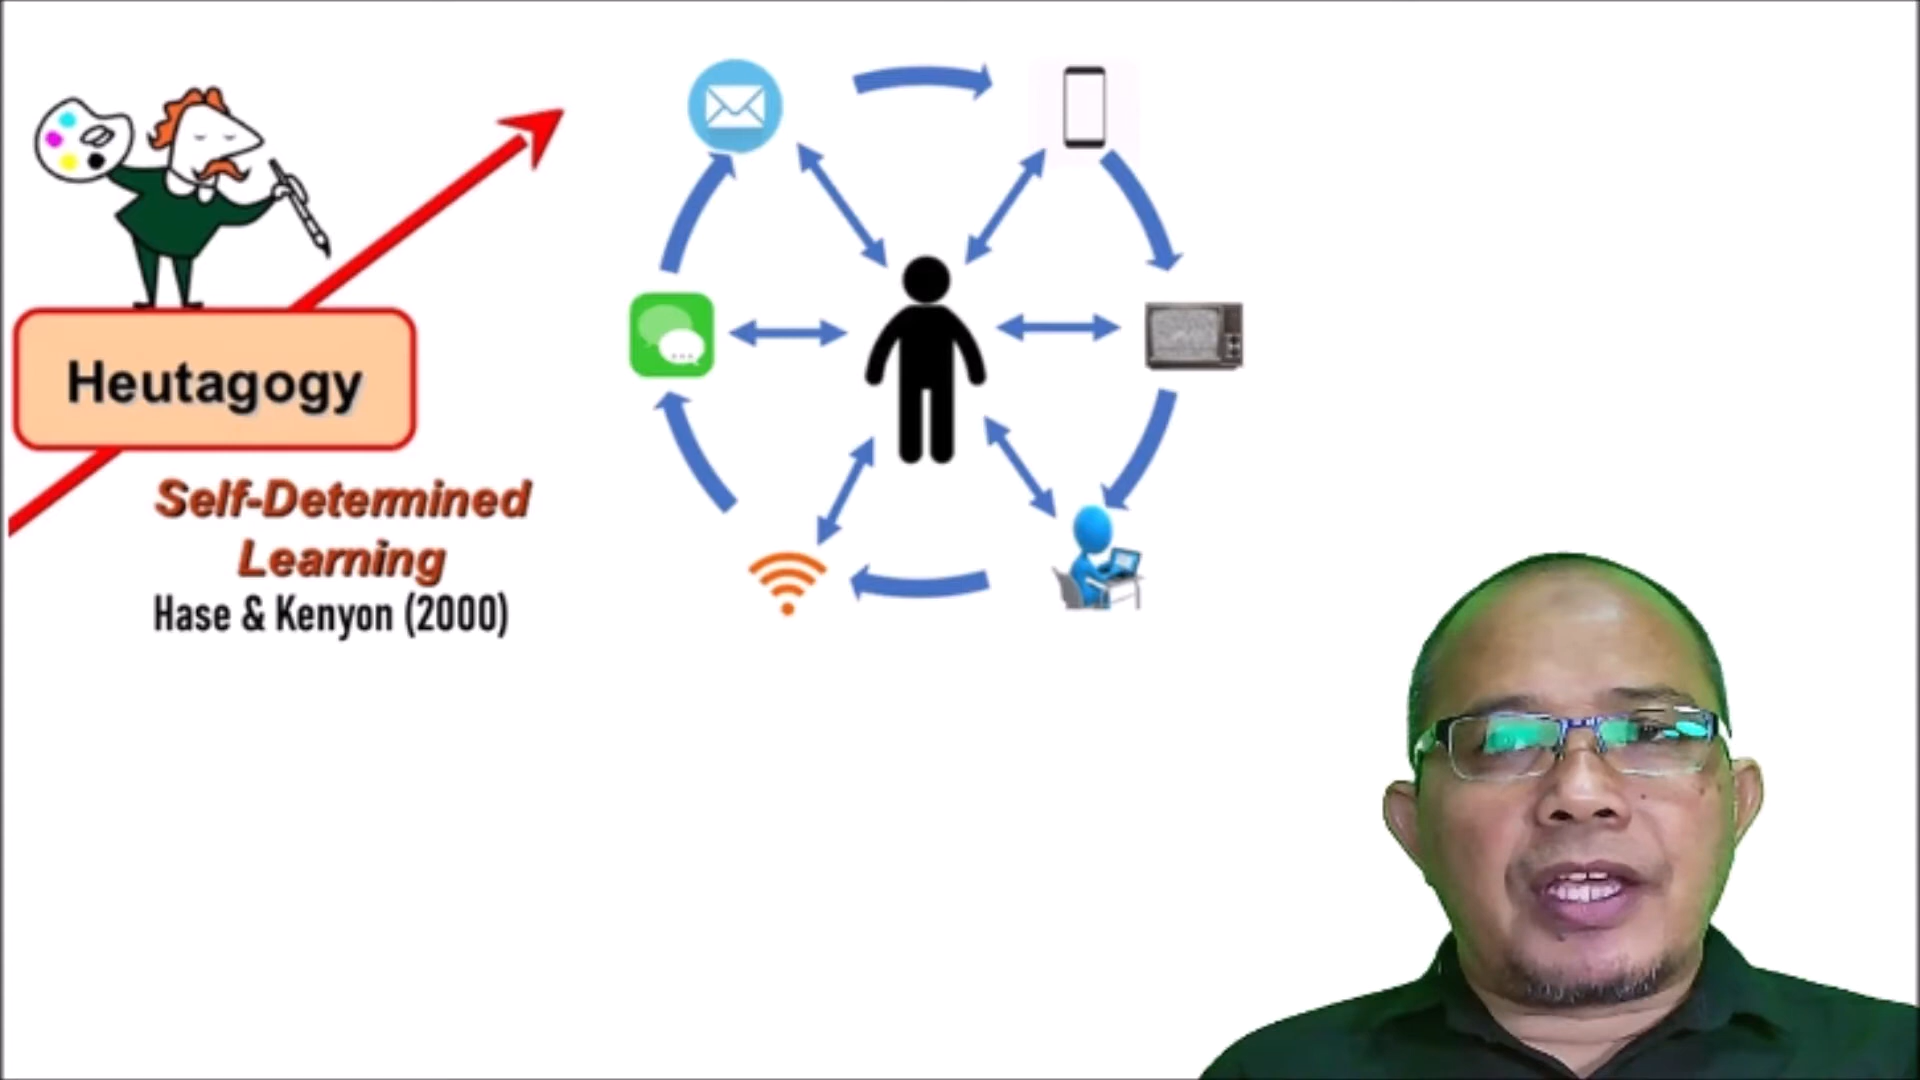 Heutagogy
Self-Determined
Learning
Hase & Kenyon (2000)